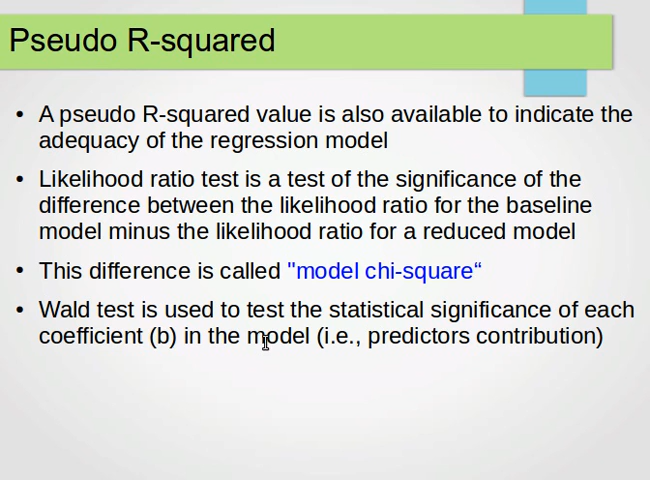 Pseudo R-squared
• A pseudo R-squared value is also available to indicate the
adequacy of the regression model
• Likelihood ratio test is a test of the significance of the
difference between the likelihood ratio for the baseline
model minus the likelihood ratio for a reduced model
• This difference is called "model chi-square“
• Wald test is used to test the statistical significance of each
coefficient (b) in the model (i.e., predictors contribution)